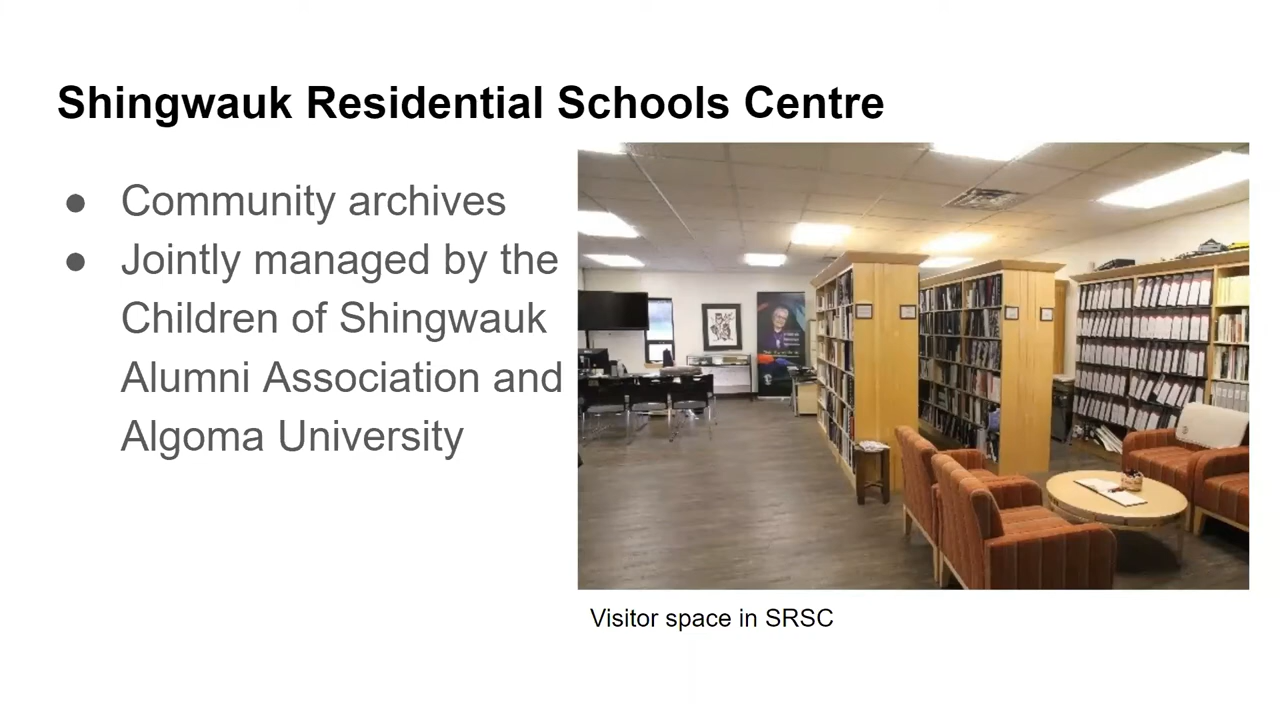 Shingwauk Residential Schools Centre
● Community archives
● Jointly managed by the
Children of Shingwauk
Alumni Association and
Algoma University
Visitor space in SRSC